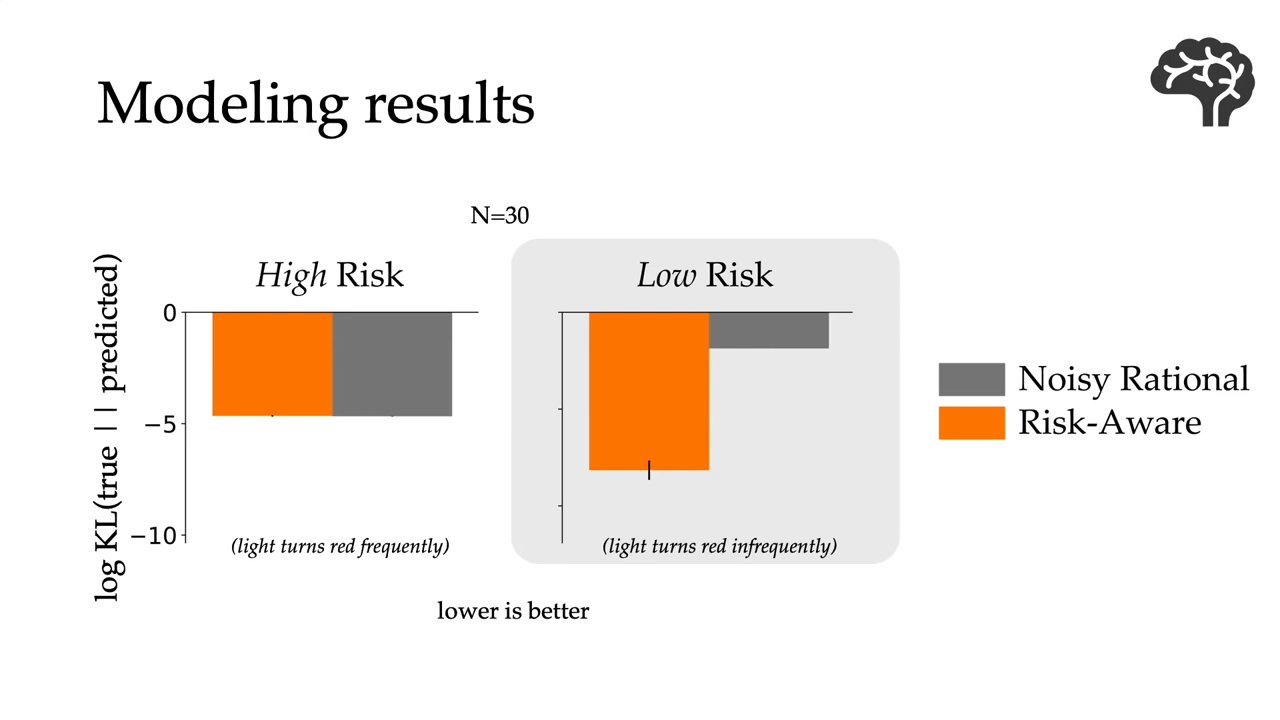 Modeling results
N=30
High Risk
Low Risk
log KL(true || predicted)
0
−5
−10
(light turns red frequently)
(light turns red infrequently)
Noisy Rational
Risk-Aware
lower is better